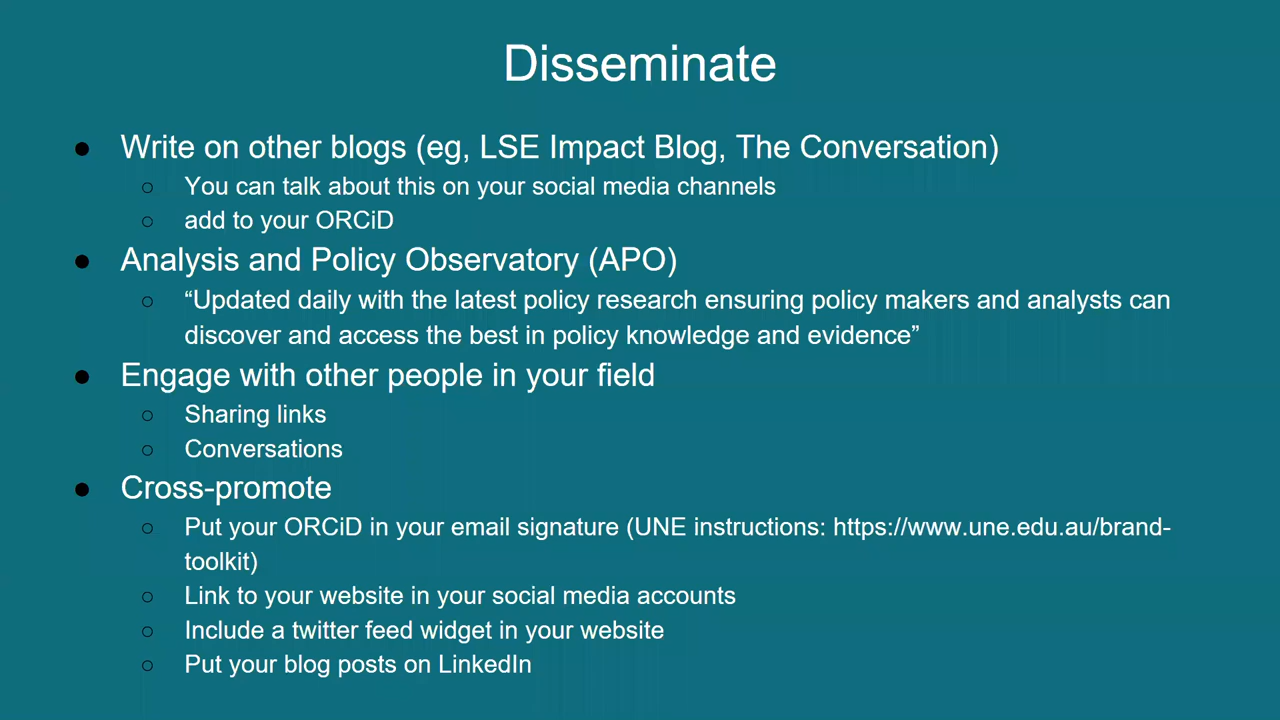 Disseminate
● Write on other blogs (eg, LSE Impact Blog, The Conversation)
○ You can talk about this on your social media channels
○ add to your ORCiD
● Analysis and Policy Observatory (APO)
○ “Updated daily with the latest policy research ensuring policy makers and analysts can
discover and access the best in policy knowledge and evidence”
● Engage with other people in your field
○ Sharing links
○ Conversations
● Cross-promote
○ Put your ORCiD in your email signature (UNE instructions: https://www.une.edu.au/brand-
toolkit)
○ Link to your website in your social media accounts
○ Include a twitter feed widget in your website
○ Put your blog posts on LinkedIn